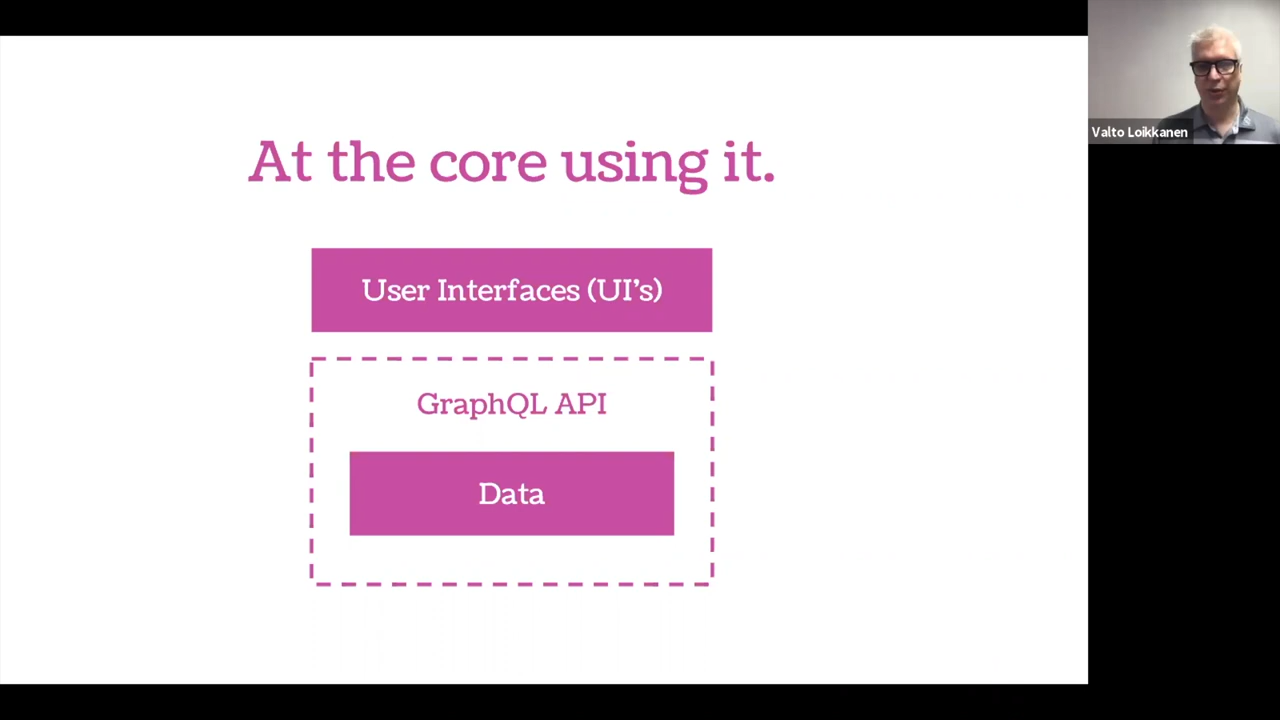 At the core using it.
User Interfaces (UI’s)
GraphQL API
Data
Valto Loikkanen